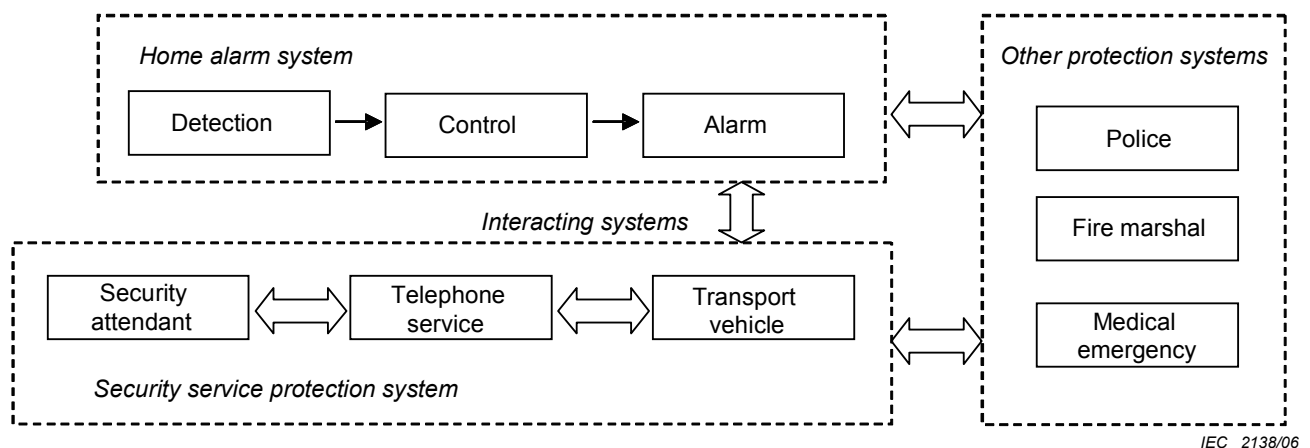 Home alarm system
Detection
Control
Alarm
Other protection systems
Police
Fire marshal
Medical
emergency
Interacting systems
Security
attendant
Telephone
service
Transport
vehicle
Security service protection system
IEC 2138/06